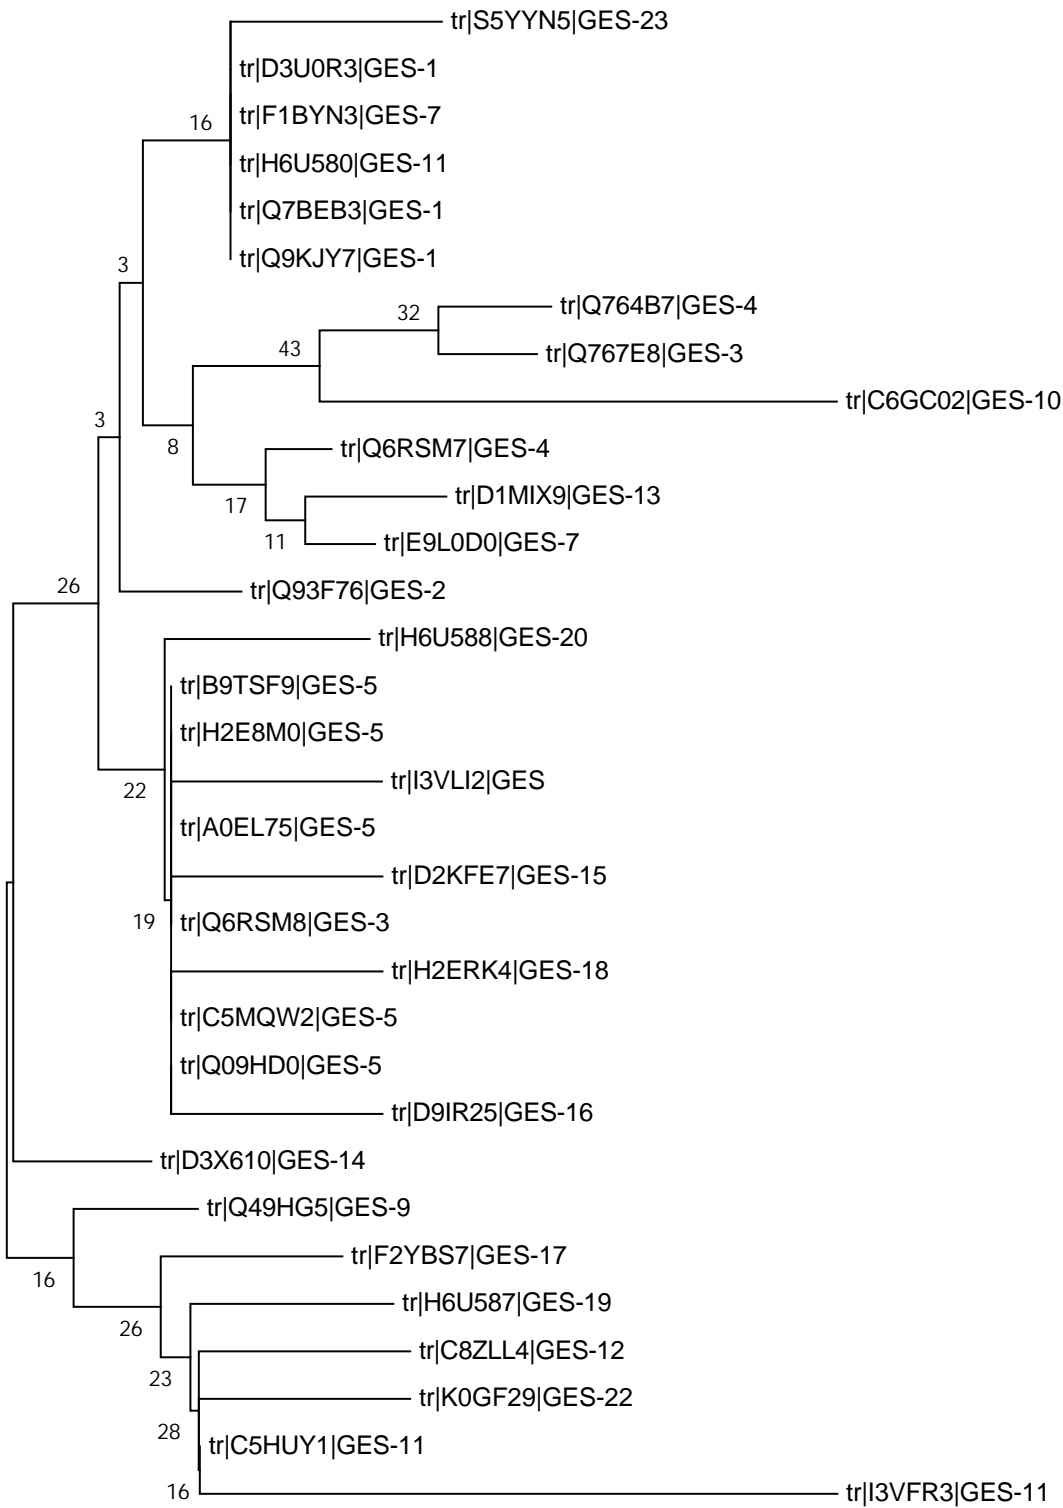 tr|S5YYN5|GES-23
tr|D3U0R3|GES-1
tr|F1BYN3|GES-7
16
tr|H6U580|GES-11
tr|Q7BEB3|GES-1
tr|Q9KJY7|GES-1
3
tr|Q764B7|GES-4
32
43
tr|Q767E8|GES-3
tr|C6GC02|GES-10
3
8
tr|Q6RSM7|GES-4
tr|D1MIX9|GES-13
17
11
tr|E9L0D0|GES-7
26
tr|Q93F76|GES-2
tr|H6U588|GES-20
tr|B9TSF9|GES-5
tr|H2E8M0|GES-5
tr|I3VLI2|GES
22
tr|A0EL75|GES-5
tr|D2KFE7|GES-15
19
tr|Q6RSM8|GES-3
tr|H2ERK4|GES-18
tr|C5MQW2|GES-5
tr|Q09HD0|GES-5
tr|D9IR25|GES-16
tr|D3X610|GES-14
tr|Q49HG5|GES-9
tr|F2YBS7|GES-17
16
tr|H6U587|GES-19
26
tr|C8ZLL4|GES-12
23
tr|K0GF29|GES-22
28
tr|C5HUY1|GES-11
16
tr|I3VFR3|GES-11